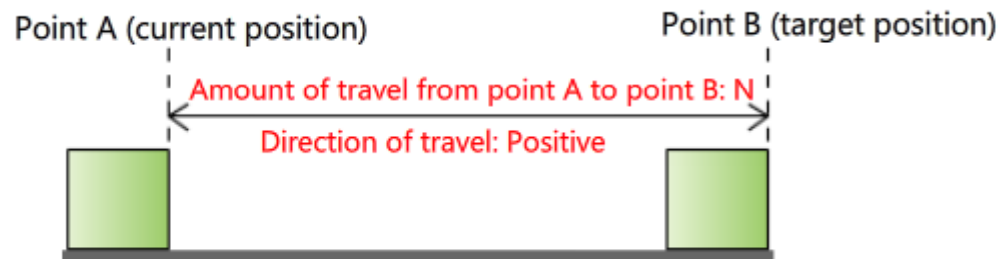 Point A (current position)
Point B (target position)
Amount of travel from point A to point B: N
Direction of travel: Positive